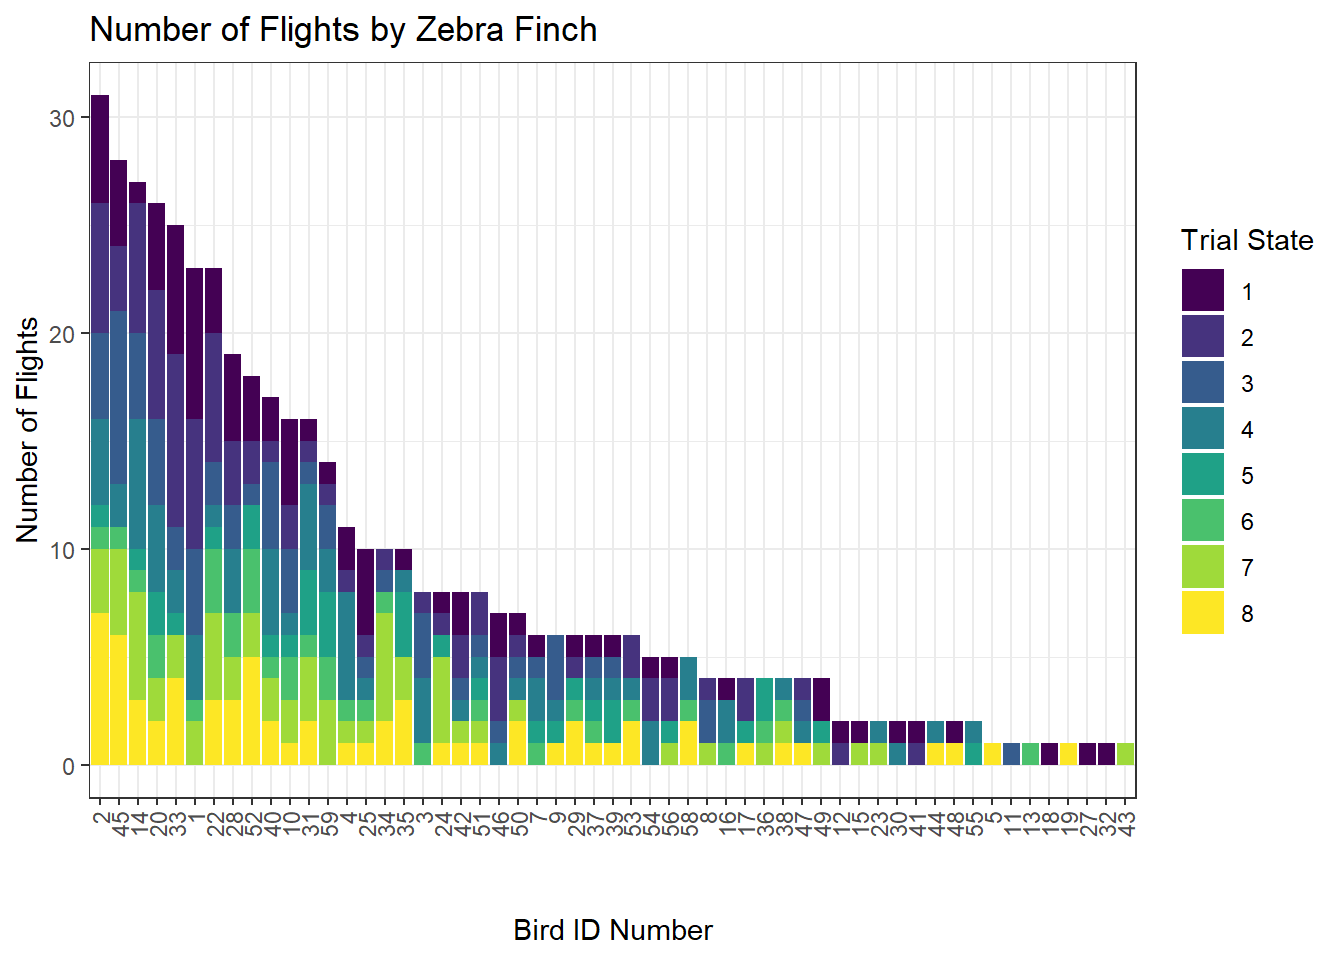 Number of Flights by Zebra Finch
Number of Flights
30
20
10
0
2 45 14 20 33 1 22 28 52 40 10 31 59 4 25 34 35 3 24 42 51 46 50 7 9 29 37 39 53 54 56 58 8 16 17 36 38 47 49 12 15 23 30 41 44 48 55 5 11 13 18 19 27 32 43
Bird ID Number
Trial State
1
2
3
4
5
6
7
8